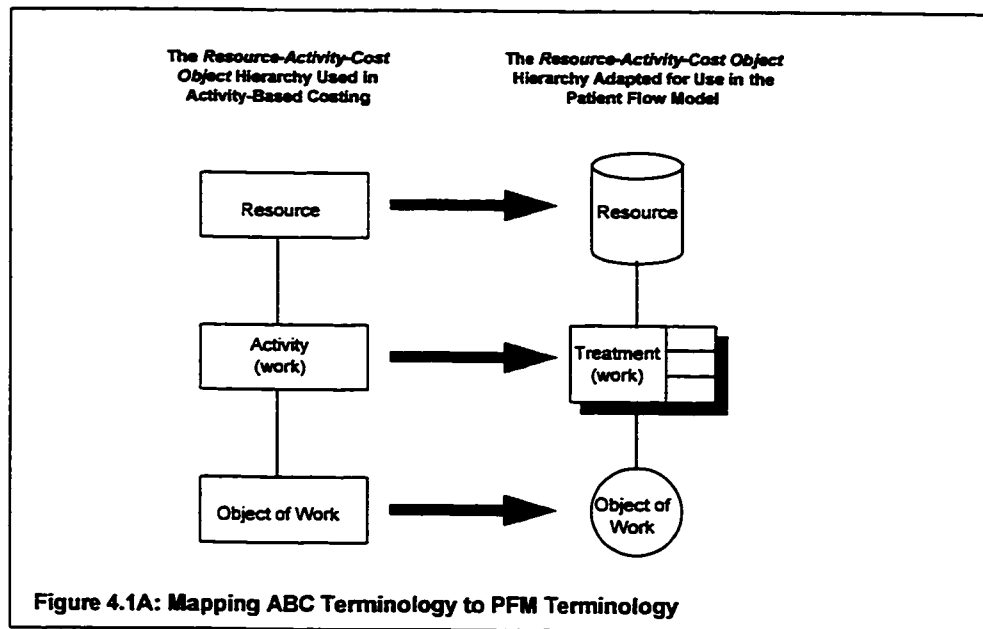 The Resource-Activity-Cost
Object Hierarchy Used in
Activity-Based Costing
The Resource-Activity-Cost Object
Hierarchy Adapted for Use in the
Patient Flow Model
Resource
Resource
Activity
(work)
Treatment
(work)
Object of Work
Object of
Work
Figure 4.1A: Mapping ABC Terminology to PFM Terminology